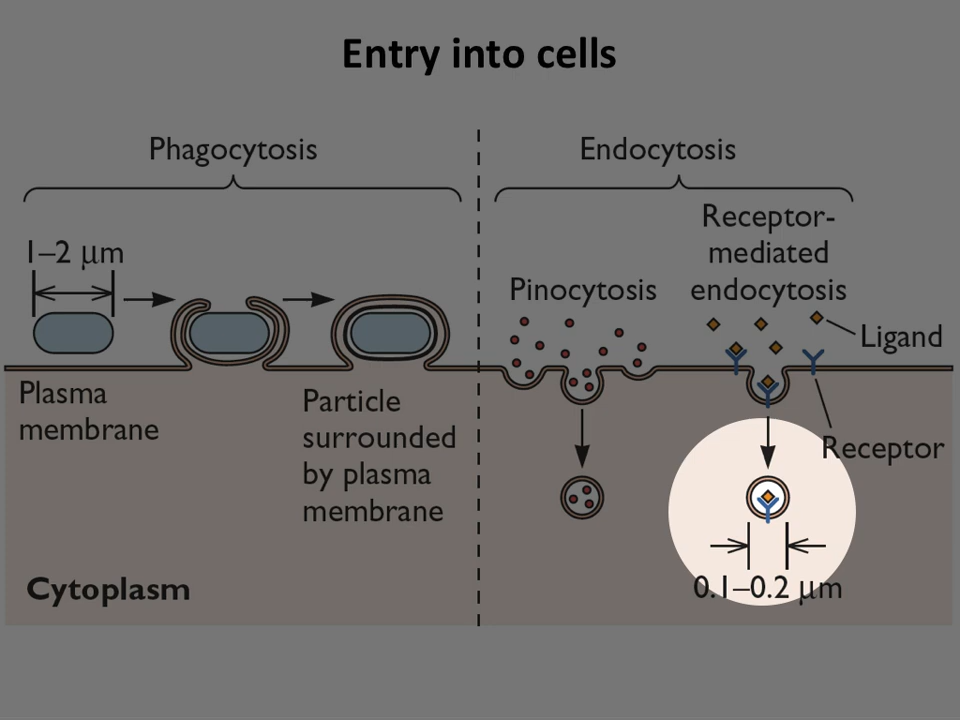 Entry into cells
Phagocytosis
1–2 μm
Plasma
membrane
Particle
surrounded
by plasma
membrane
Cytoplasm
Endocytosis
Pinocytosis
Receptor-
mediated
endocytosis
Ligand
Receptor
0.1–0.2 μm